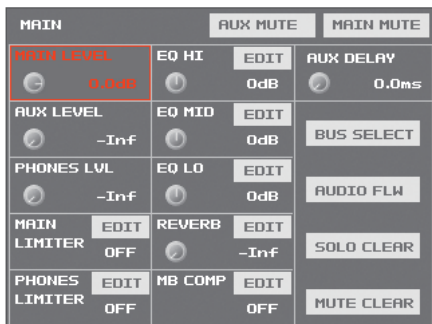 MAIN
AUX MUTE
MAIN MUTE
MAIN LEVEL
0.0dB
EQ HI
EDIT
0dB
AUX DELAY
0.0ms
AUX LEVEL
-Inf
EQ MID
EDIT
0dB
BUS SELECT
PHONES LVL
-Inf
EQ LO
EDIT
0dB
AUDIO FLW
MAIN
LIMITER
EDIT
OFF
REVERB
EDIT
-Inf
SOLO CLEAR
PHONES
LIMITER
EDIT
OFF
MB COMP
EDIT
OFF
MUTE CLEAR